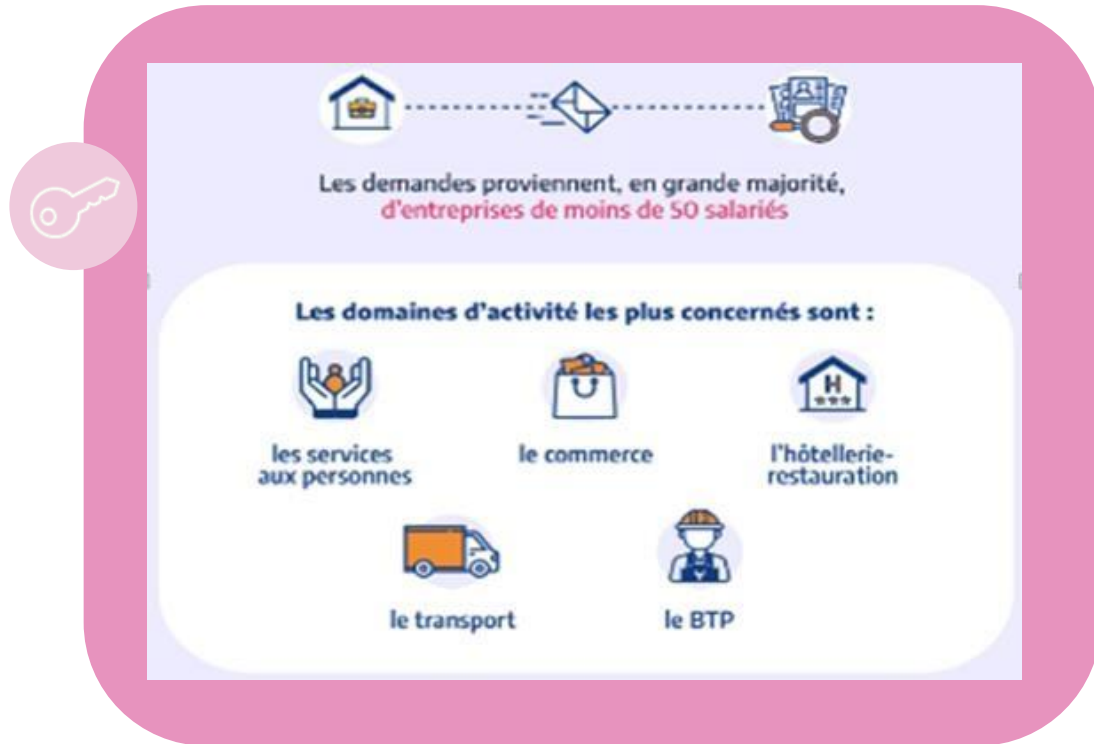 Les demandes proviennent, en grande majorité,
d'entreprises de moins de 50 salariés
Les domaines d'activité les plus concernés sont :
les services
aux personnes
le commerce
H
l'hôtellerie-
restauration
le transport
le BTP